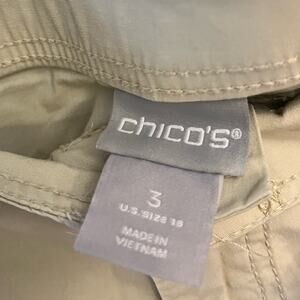 chico's®
3
U.S. SIZE 16
MADE IN
VIETNAM